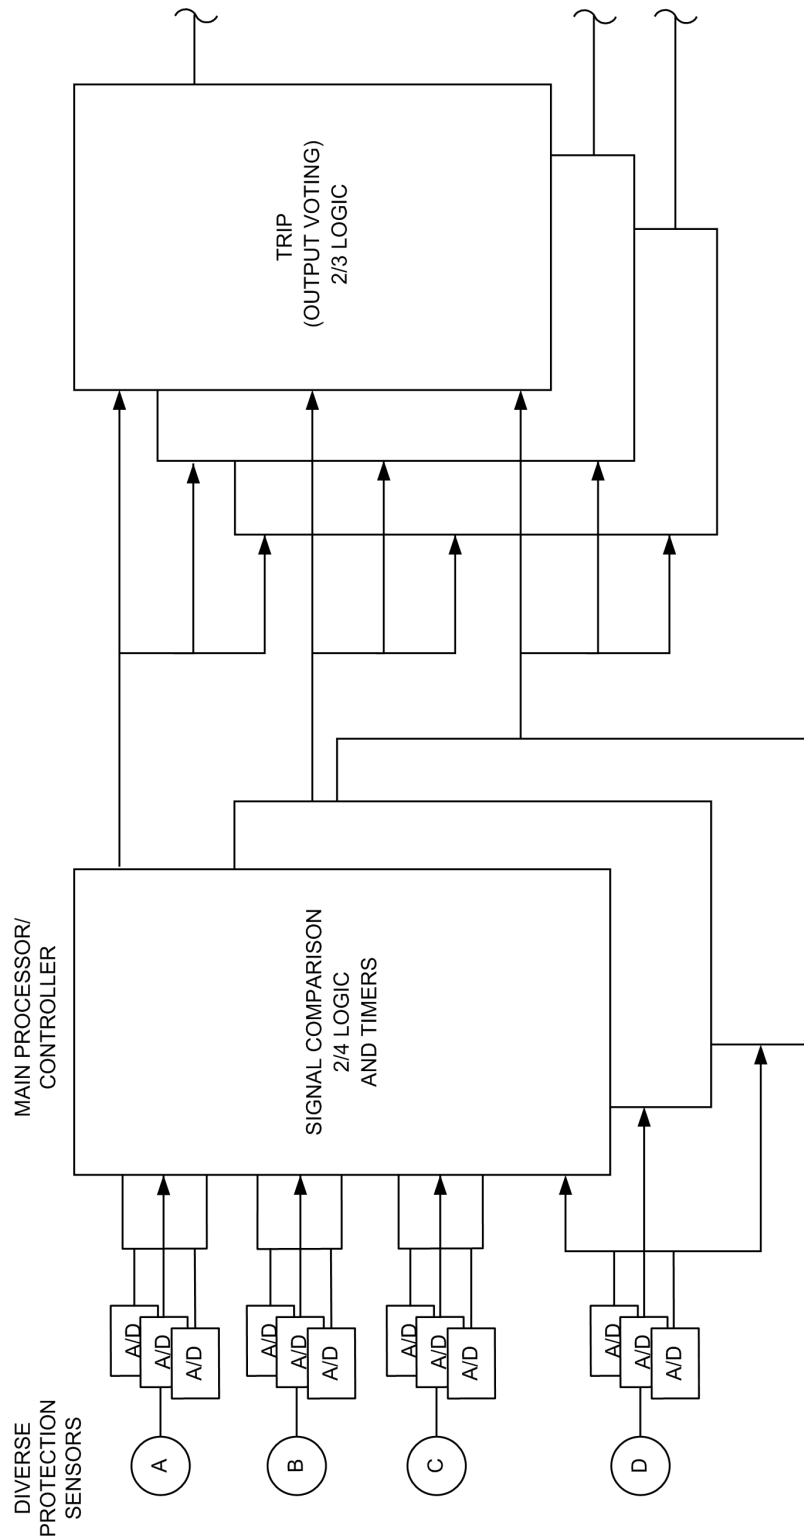 DIVERSE
PROTECTION
SENSORS
A
B
C
D
A/D
A/D
A/D
A/D
A/D
A/D
A/D
A/D
A/D
A/D
A/D
A/D
MAIN PROCESSOR/
CONTROLLER
SIGNAL COMPARISON
2/4 LOGIC
AND TIMERS
TRIP
(OUTPUT VOTING)
2/3 LOGIC